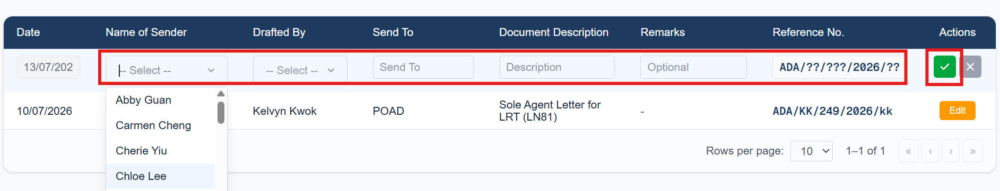 Date Name of Sender Drafted By Send To Document Description Remarks Reference No. Actions
13/07/202 -- Select -- -- Select -- Send To Description Optional ADA/??/???/2026/??
Abby Guan
Carmen Cheng
Cherie Yiu
Chloe Lee
10/07/2026 Kelvyn Kwok POAD Sole Agent Letter for
LRT (LN81) - ADA/KK/249/2026/kk Edit
Rows per page: 10 1–1 of 1 « ‹ › »